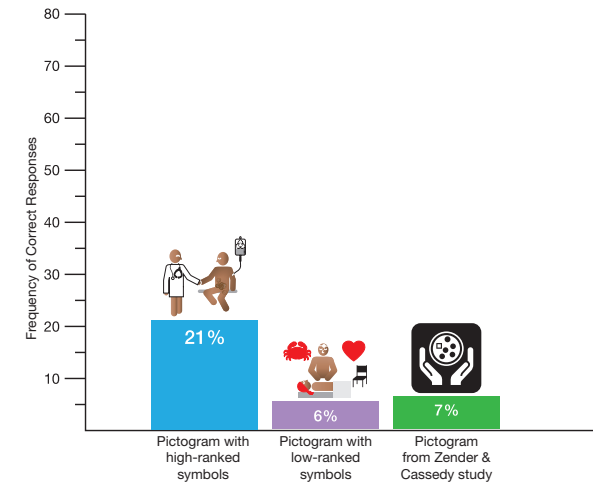 80
70
60
50
40
30
20
10
Frequency of Correct Responses
21%
6%
7%
Pictogram with
high-ranked
symbols
Pictogram with
low-ranked
symbols
Pictogram
from Zender &
Cassedy study